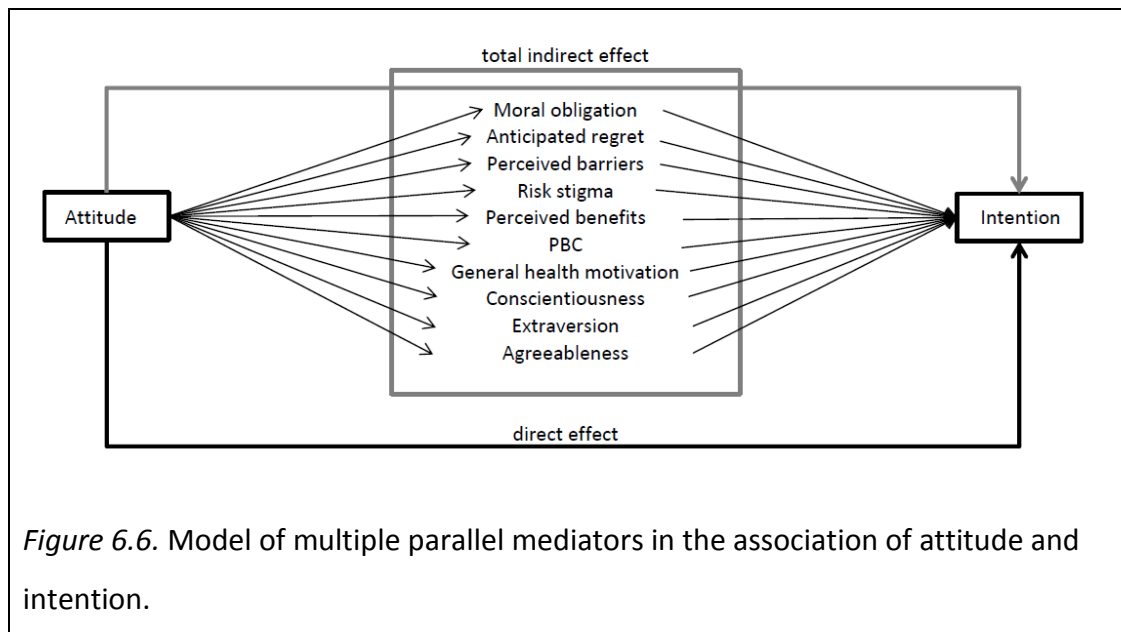 total indirect effect
Moral obligation
Anticipated regret
Perceived barriers
Risk stigma
Attitude
Perceived benefits
Intention
PBC
General health motivation
Conscientiousness
Extraversion
Agreeableness
direct effect
Figure 6.6. Model of multiple parallel mediators in the association of attitude and
intention.